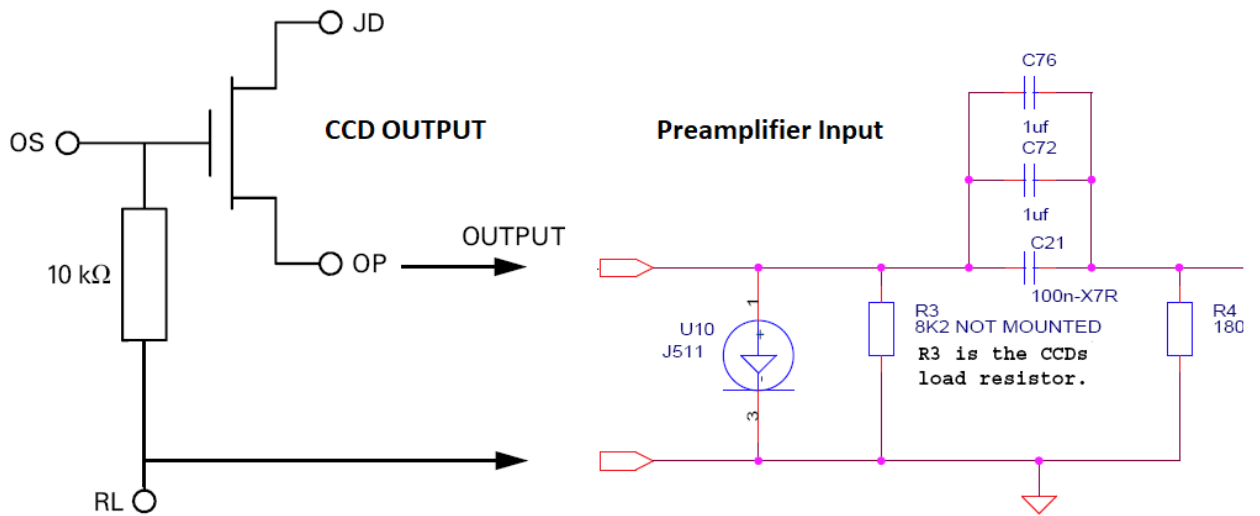 JD
OS
CCD OUTPUT
10 kΩ
OP
OUTPUT
RL
Preamplifier Input
C76
1uf
C72
1uf
C21
100n-X7R
1
U10
J511
+
-
3
R3
8K2 NOT MOUNTED
R3 is the CCDs
load resistor.
R4
180